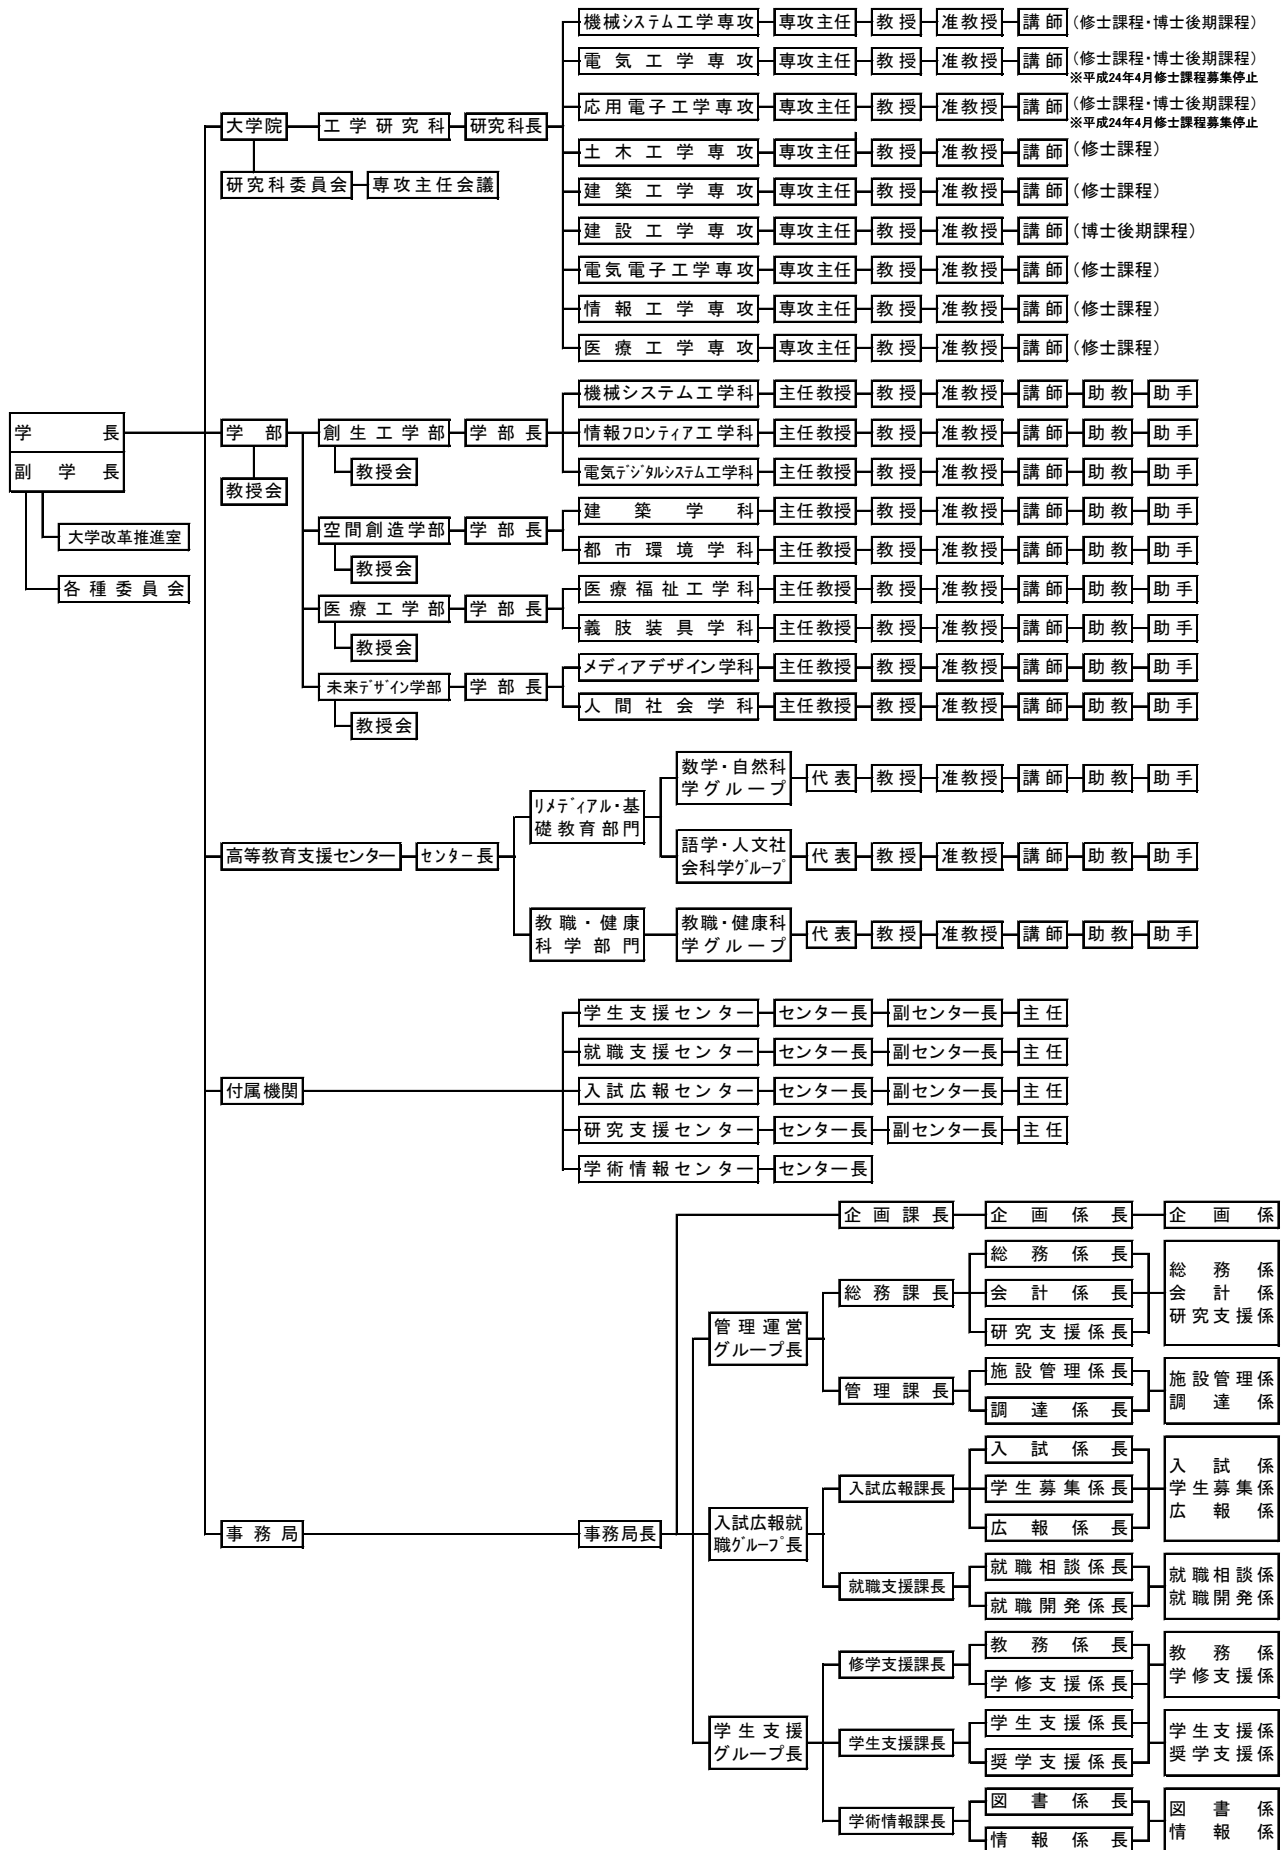 機械システム工学専攻 専攻主任 教授 准教授 講師 (修士課程・博士後期課程)
電気工学専攻 専攻主任 教授 准教授 講師 (修士課程・博士後期課程)
※平成24年4月修士課程募集停止
応用電子工学専攻 専攻主任 教授 准教授 講師 (修士課程・博士後期課程)
※平成24年4月修士課程募集停止
大学院 工学研究科 研究科長
土木工学専攻 専攻主任 教授 准教授 講師 (修士課程)
研究科委員会 専攻主任会議
建築工学専攻 専攻主任 教授 准教授 講師 (修士課程)
建設工学専攻 専攻主任 教授 准教授 講師 (博士後期課程)
電気電子工学専攻 専攻主任 教授 准教授 講師 (修士課程)
情報工学専攻 専攻主任 教授 准教授 講師 (修士課程)
医療工学専攻 専攻主任 教授 准教授 講師 (修士課程)
機械システム工学科 主任教授 教授 准教授 講師 助教 助手
学長 学部 創生工学部 学部長 情報フロンティア工学科 主任教授 教授 准教授 講師 助教 助手
副学長 教授会 電気デジタルシステム工学科 主任教授 教授 准教授 講師 助教 助手
教授会
建築学科 主任教授 教授 准教授 講師 助教 助手
大学改革推進室 空間創造学部 学部長
都市環境学科 主任教授 教授 准教授 講師 助教 助手
教授会
各種委員会 医療福祉工学科 主任教授 教授 准教授 講師 助教 助手
医療工学部 学部長
義肢装具学科 主任教授 教授 准教授 講師 助教 助手
教授会
メディアデザイン学科 主任教授 教授 准教授 講師 助教 助手
未来デザイン学部 学部長
人間社会学科 主任教授 教授 准教授 講師 助教 助手
教授会
数学・自然科
学グループ 代表 教授 准教授 講師 助教 助手
リメディアル・基
礎教育部門
語学・人文社
会科学グループ 代表 教授 准教授 講師 助教 助手
高等教育支援センター センター長
教職・健康
科学部門
教職・健康科
学グループ 代表 教授 准教授 講師 助教 助手
学生支援センター センター長 副センター長 主任
就職支援センター センター長 副センター長 主任
付属機関 入試広報センター センター長 副センター長 主任
研究支援センター センター長 副センター長 主任
学術情報センター センター長
企画課長 企画係長 企画係
総務係長
総務課長 会計係長
研究支援係長
総務係
会計係
研究支援係
管理運営
グループ長
施設管理係長
管理課長
調達係長
施設管理係
調達係
入試係長
入試広報課長 学生募集係長
広報係長
入試係
学生募集係
広報係
事務局 事務局長
入試広報就
職グループ長
就職相談係長
就職支援課長
就職開発係長
就職相談係
就職開発係
教務係長
修学支援課長
学修支援係長
教務係
学修支援係
学生支援
グループ長
学生支援係長
学生支援課長
奨学支援係長
学生支援係
奨学支援係
図書係長
学術情報課長
情報係長
図書係
情報係